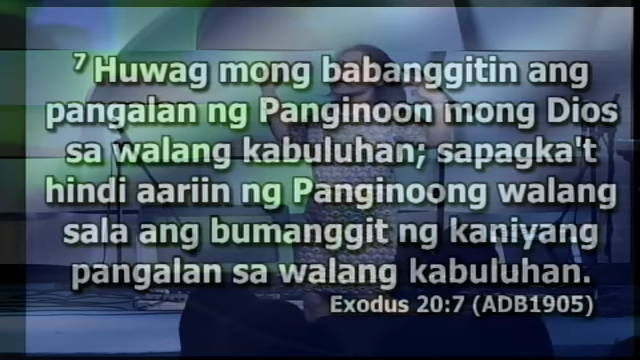 7 Huwag mong babanggitin ang
pangalan ng Panginoon mong Dios
sa walang kabuluhan; sapagka't
hindi aariin ng Panginoong walang
sala ang bumanggit ng kaniyang
pangalan sa walang kabuluhan.
Exodus 20:7 (ADB1905)